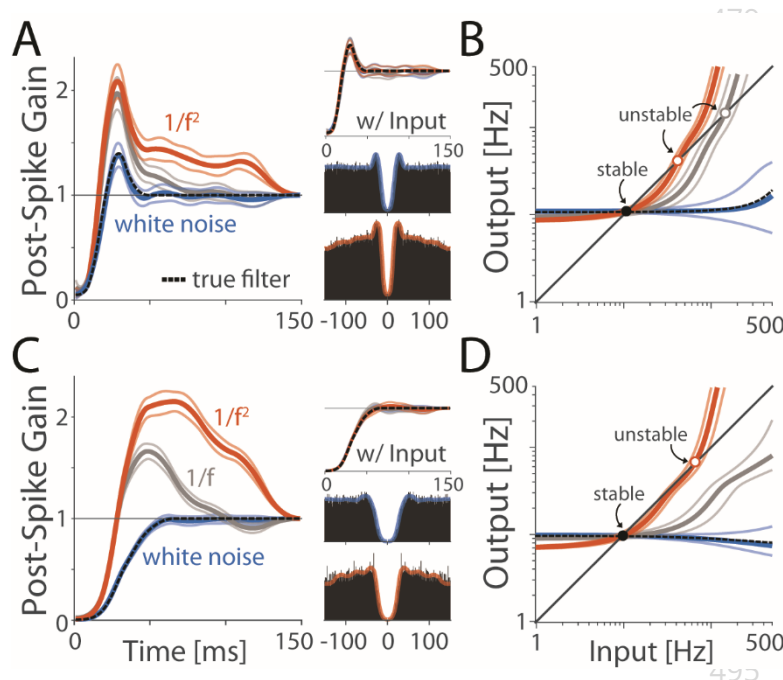 A
Post-Spike Gain
2
1
0
1/f²
white noise
true filter
0
150
w/ Input
0
150
-100
0
100
B
Output [Hz]
500
1
unstable
stable
1
500
C
Post-Spike Gain
2
1
0
1/f²
1/f
white noise
0
150
Time [ms]
w/ Input
0
150
-100
0
100
D
Output [Hz]
500
1
unstable
stable
1
500
Input [Hz]
495